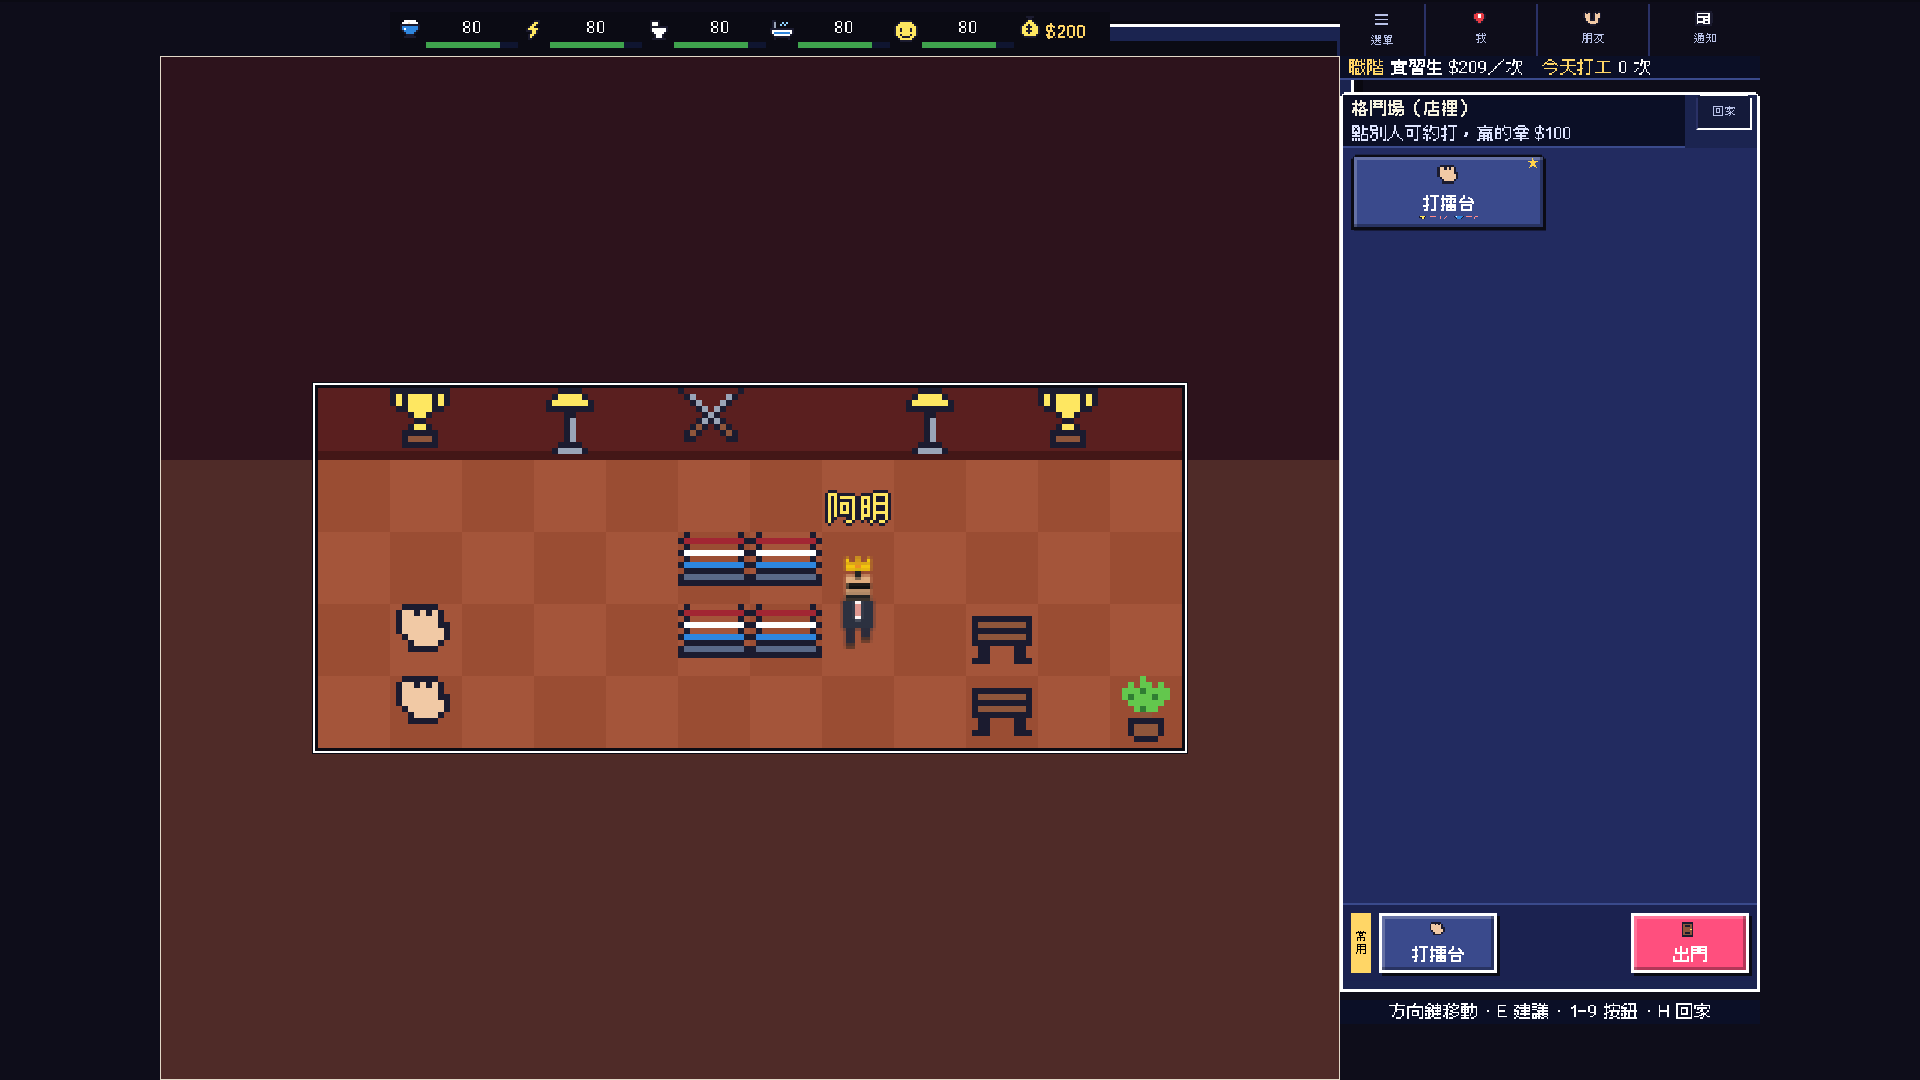 80 80 80 80 80 $200
選單 我 朋友 通知
職階 實習生 $209／次 今天打工 0 次
格鬥場（店裡）
回家
點別人可約打，贏的拿 $100
打擂台
阿明
常用
打擂台
出門
方向鍵移動 · E 建議 · 1-9 按鈕 · H 回家